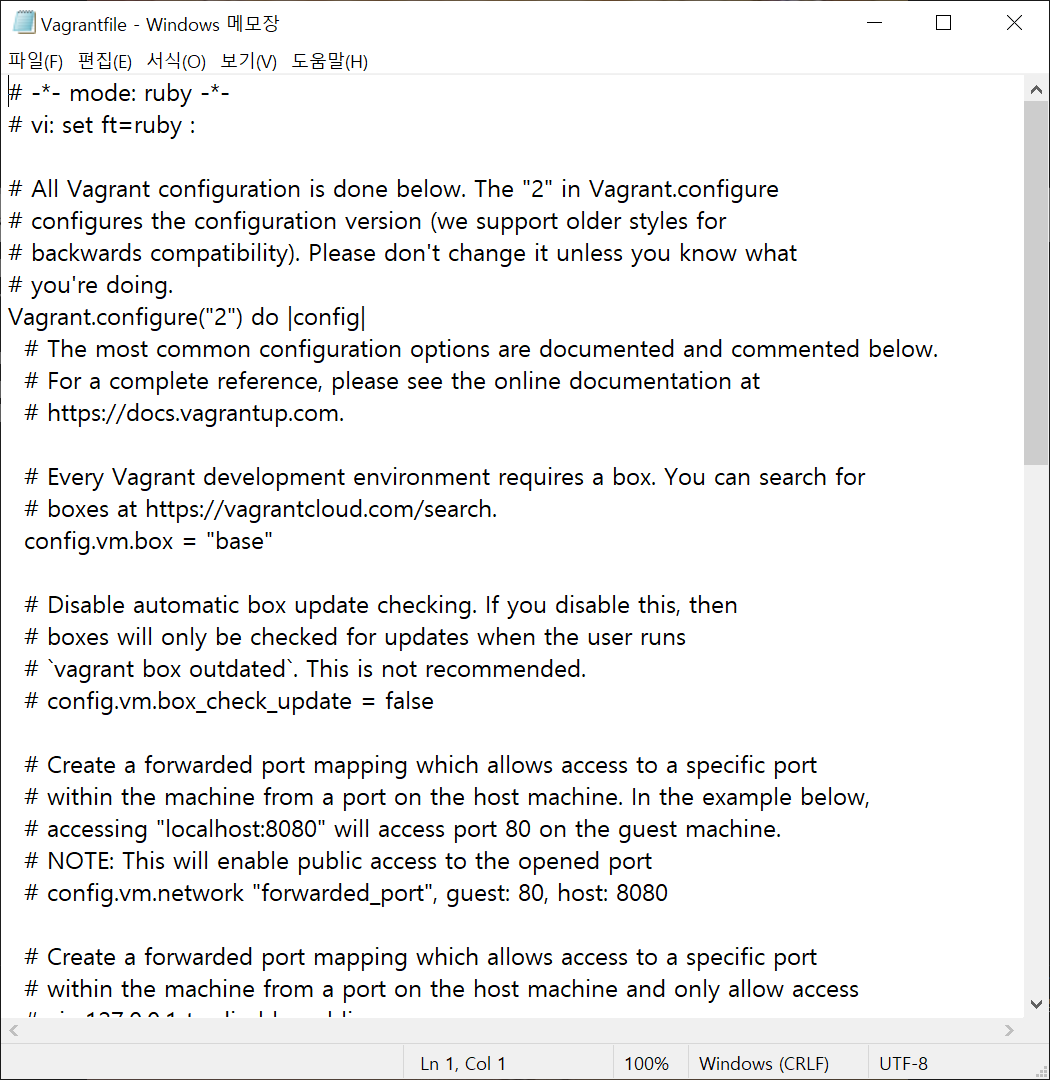 Vagrantfile - Windows 메모장
파일(F) 편집(E) 서식(O) 보기(V) 도움말(H)
# -*- mode: ruby -*-
# vi: set ft=ruby :
# All Vagrant configuration is done below. The "2" in Vagrant.configure
# configures the configuration version (we support older styles for
# backwards compatibility). Please don't change it unless you know what
# you're doing.
Vagrant.configure("2") do |config|
# The most common configuration options are documented and commented below.
# For a complete reference, please see the online documentation at
# https://docs.vagrantup.com.
# Every Vagrant development environment requires a box. You can search for
# boxes at https://vagrantcloud.com/search.
config.vm.box = "base"
# Disable automatic box update checking. If you disable this, then
# boxes will only be checked for updates when the user runs
# `vagrant box outdated`. This is not recommended.
# config.vm.box_check_update = false
# Create a forwarded port mapping which allows access to a specific port
# within the machine from a port on the host machine. In the example below,
# accessing "localhost:8080" will access port 80 on the guest machine.
# NOTE: This will enable public access to the opened port
# config.vm.network "forwarded_port", guest: 80, host: 8080
# Create a forwarded port mapping which allows access to a specific port
# within the machine from a port on the host machine and only allow access
Ln 1, Col 1 100% Windows (CRLF) UTF-8